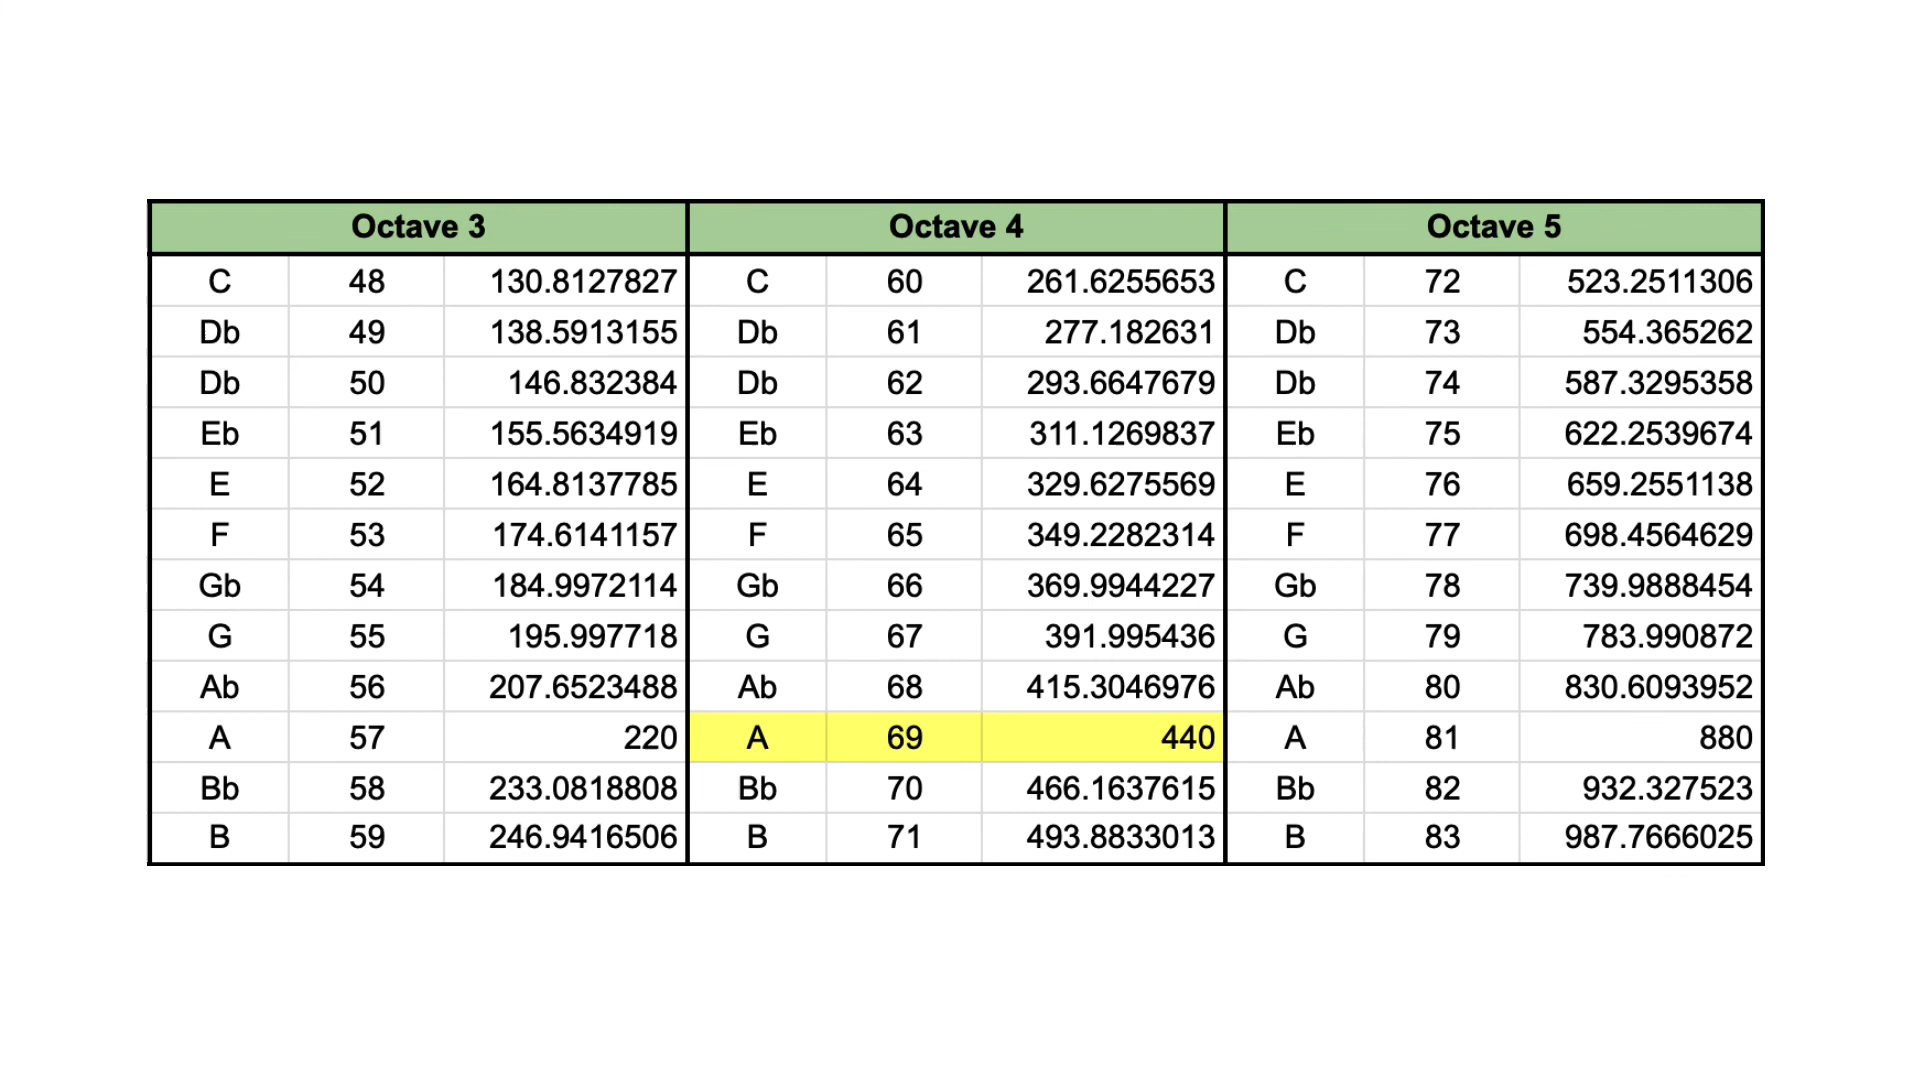 Octave 3 Octave 4 Octave 5
C 48 130.8127827 C 60 261.6255653 C 72 523.2511306
Db 49 138.5913155 Db 61 277.182631 Db 73 554.365262
Db 50 146.832384 Db 62 293.6647679 Db 74 587.3295358
Eb 51 155.5634919 Eb 63 311.1269837 Eb 75 622.2539674
E 52 164.8137785 E 64 329.6275569 E 76 659.2551138
F 53 174.6141157 F 65 349.2282314 F 77 698.4564629
Gb 54 184.9972114 Gb 66 369.9944227 Gb 78 739.9888454
G 55 195.997718 G 67 391.995436 G 79 783.990872
Ab 56 207.6523488 Ab 68 415.3046976 Ab 80 830.6093952
A 57 220 A 69 440 A 81 880
Bb 58 233.0818808 Bb 70 466.1637615 Bb 82 932.327523
B 59 246.9416506 B 71 493.8833013 B 83 987.7666025